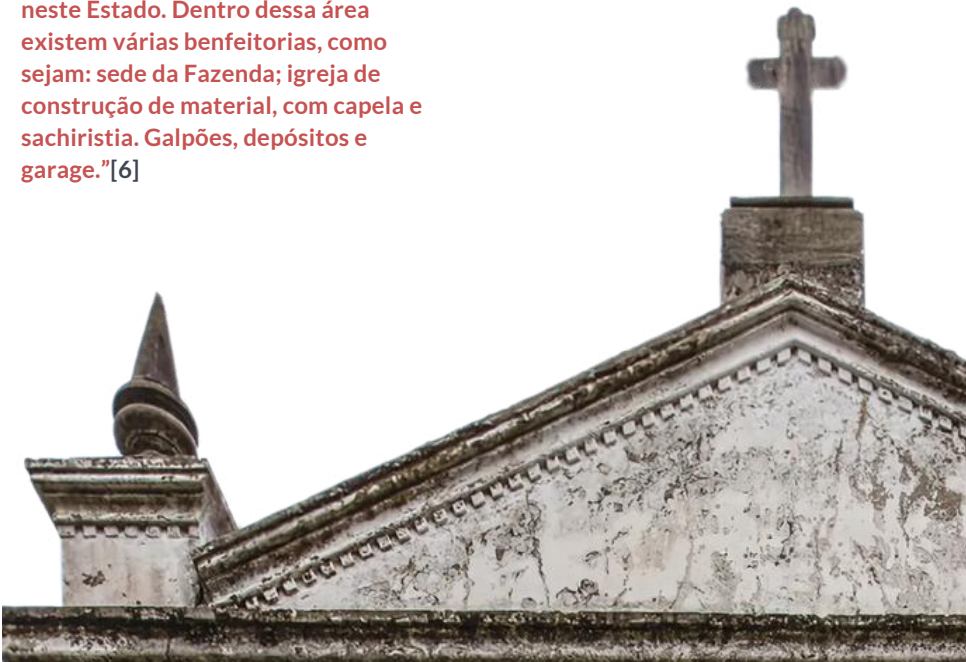 neste Estado. Dentro dessa área
existem várias benfeitorias, como
sejam: sede da Fazenda; igreja de
construção de material, com capela e
sachiristia. Galpões, depósitos e
garage.”[6]